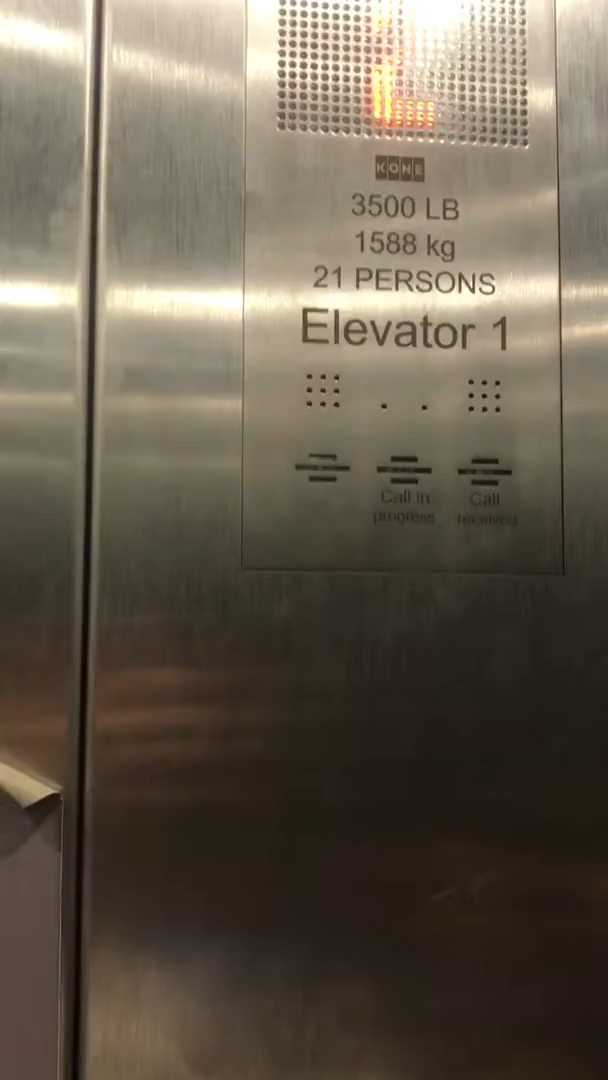 KONE
3500 LB
1588 kg
21 PERSONS
Elevator 1
Call in
progress
Call
received